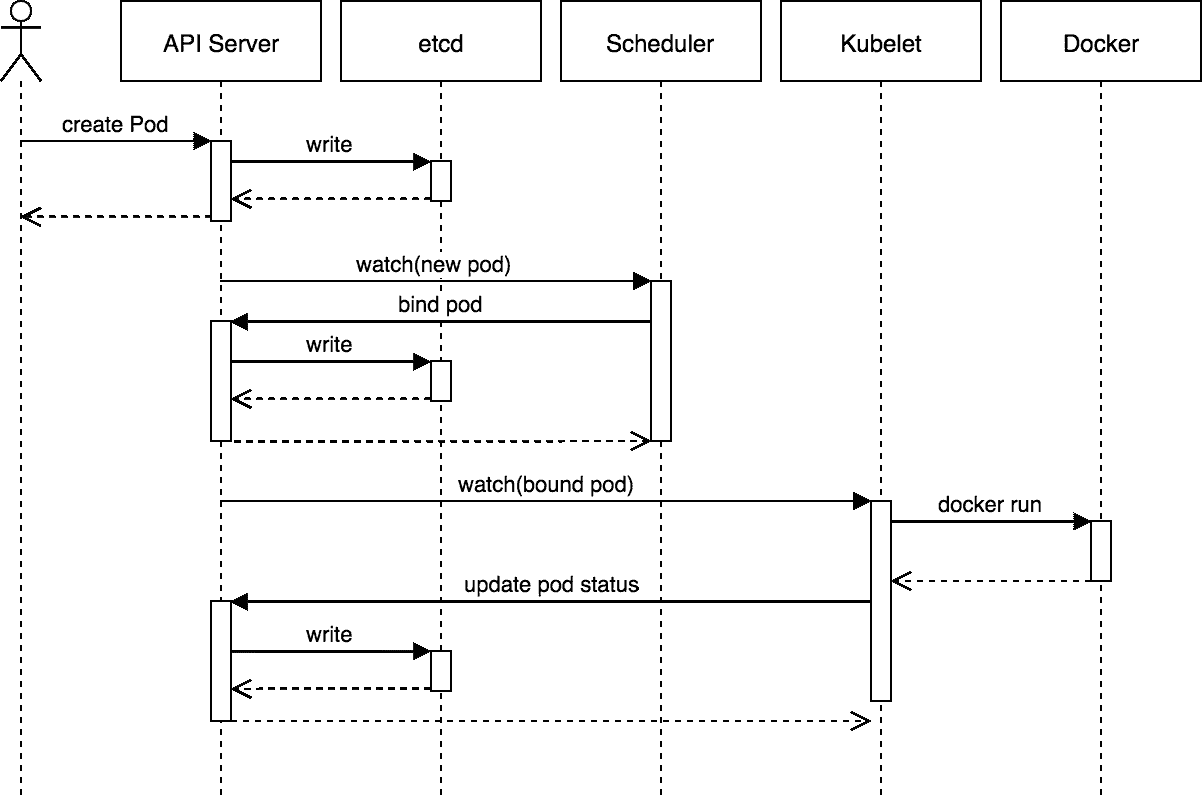 API Server
etcd
Scheduler
Kubelet
Docker
create Pod
write
watch(new pod)
bind pod
write
watch(bound pod)
docker run
update pod status
write